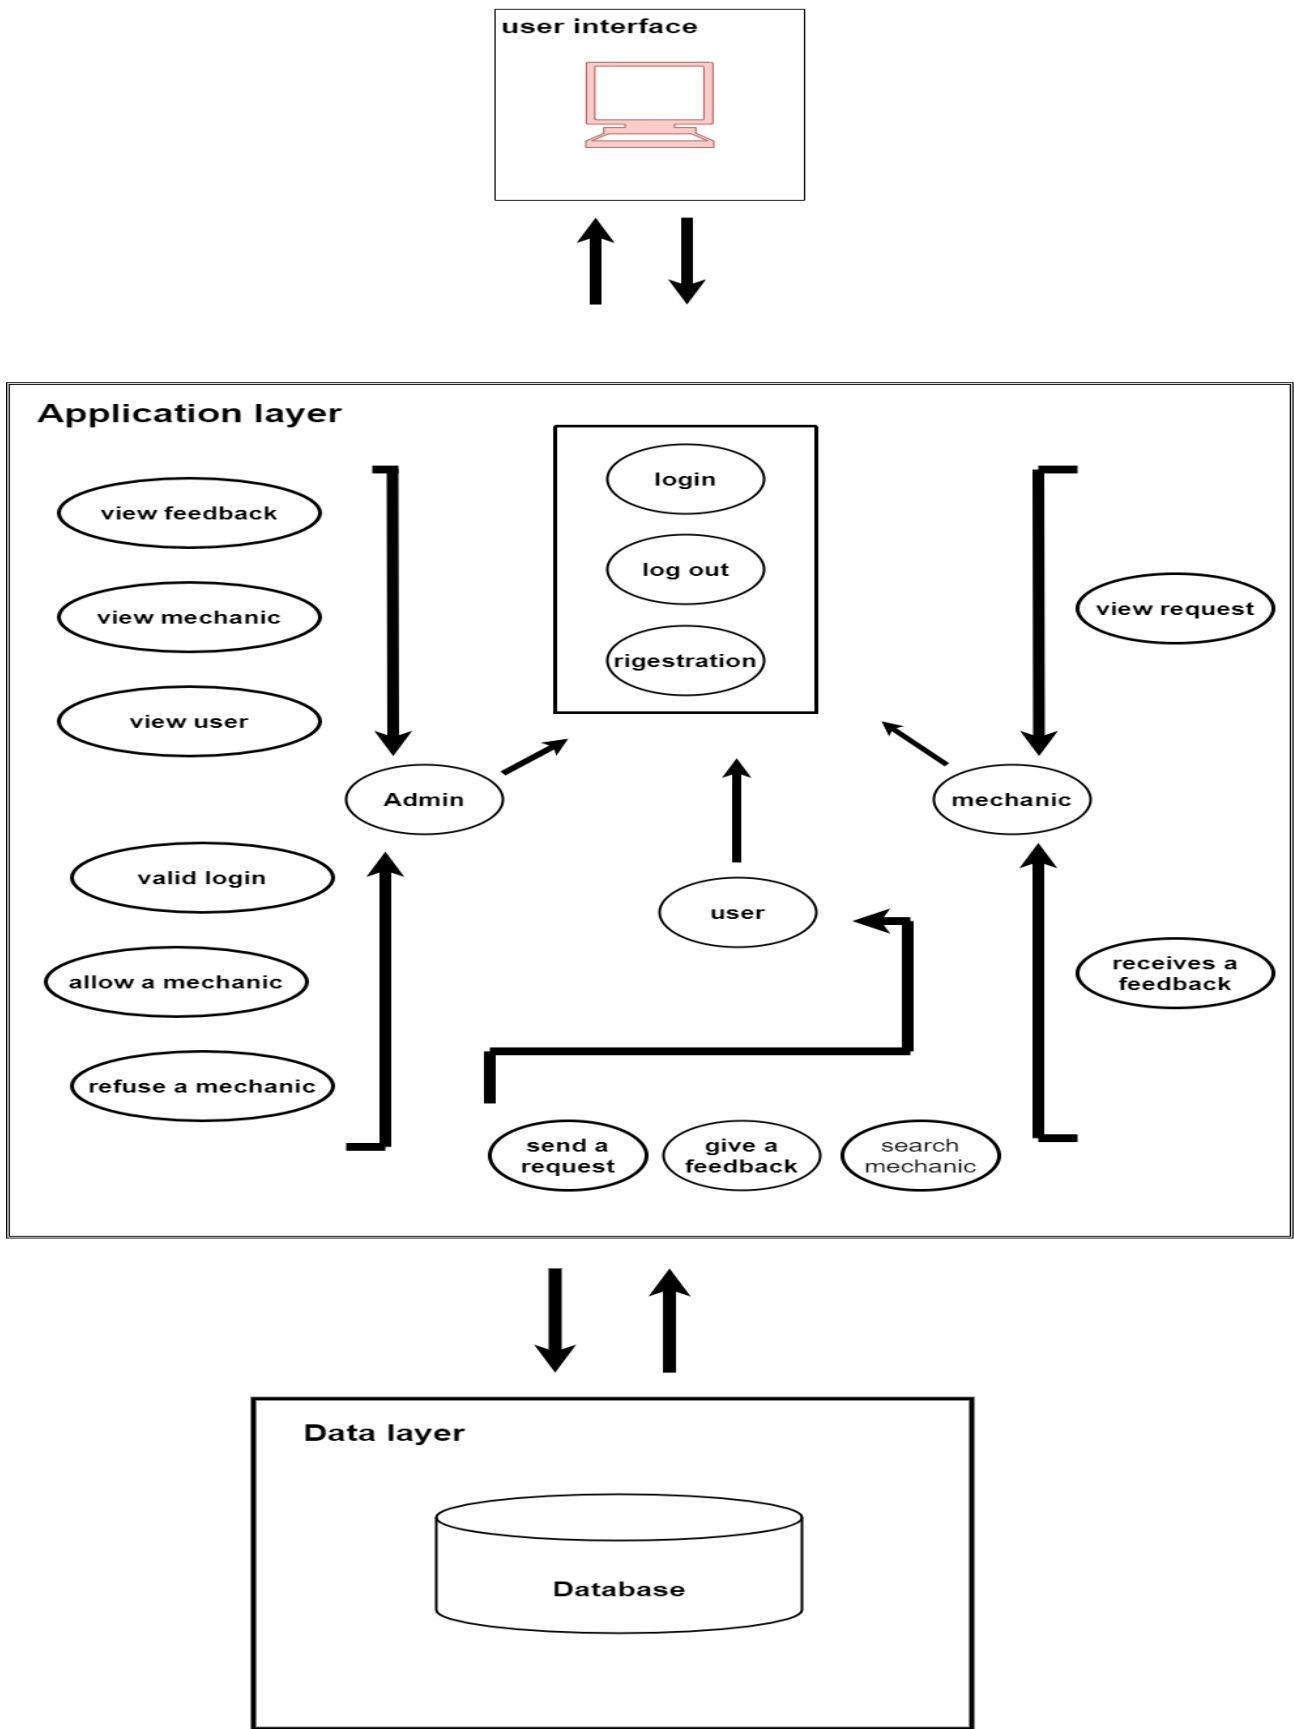 user interface
Application layer
view feedback
view mechanic
view user
login
log out
rigestration
view request
Admin
mechanic
valid login
allow a mechanic
refuse a mechanic
user
receives a
feedback
send a
request
give a
feedback
search
mechanic
Data layer
Database